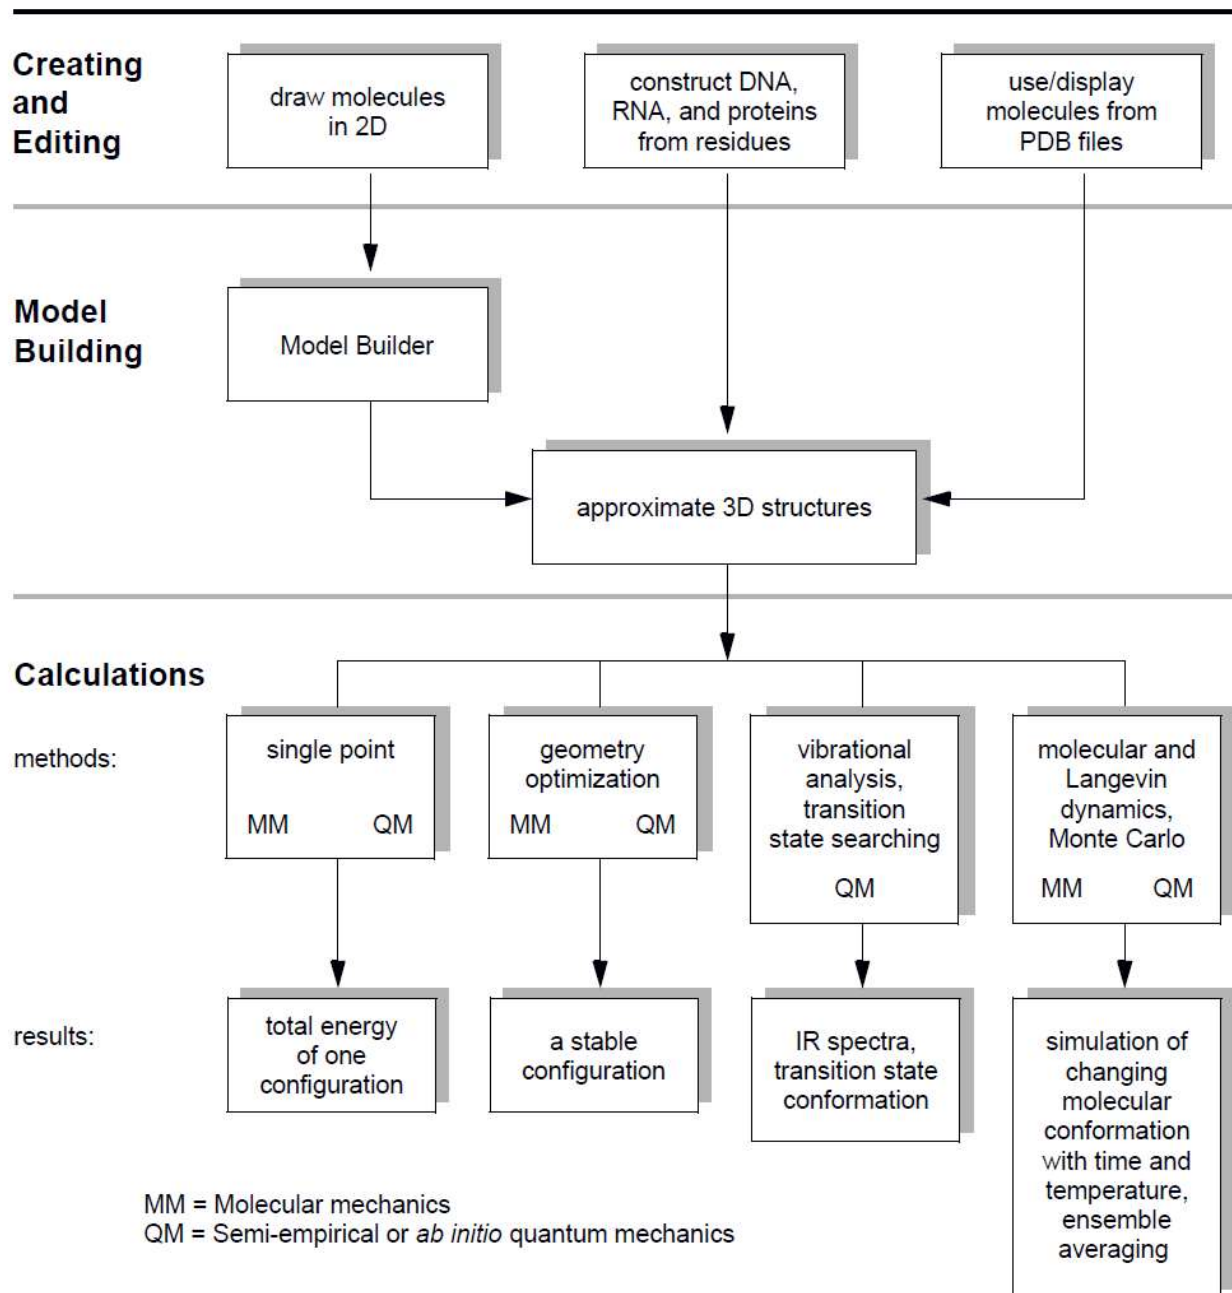 Creating
and
Editing
draw molecules
in 2D
construct DNA,
RNA, and proteins
from residues
use/display
molecules from
PDB files
Model
Building
Model Builder
approximate 3D structures
Calculations
methods:
single point
MM QM
geometry
optimization
MM QM
vibrational
analysis,
transition
state searching
QM
molecular and
Langevin
dynamics,
Monte Carlo
MM QM
results:
total energy
of one
configuration
a stable
configuration
IR spectra,
transition state
conformation
simulation of
changing
molecular
conformation
with time and
temperature,
ensemble
averaging
MM = Molecular mechanics
QM = Semi-empirical or ab initio quantum mechanics